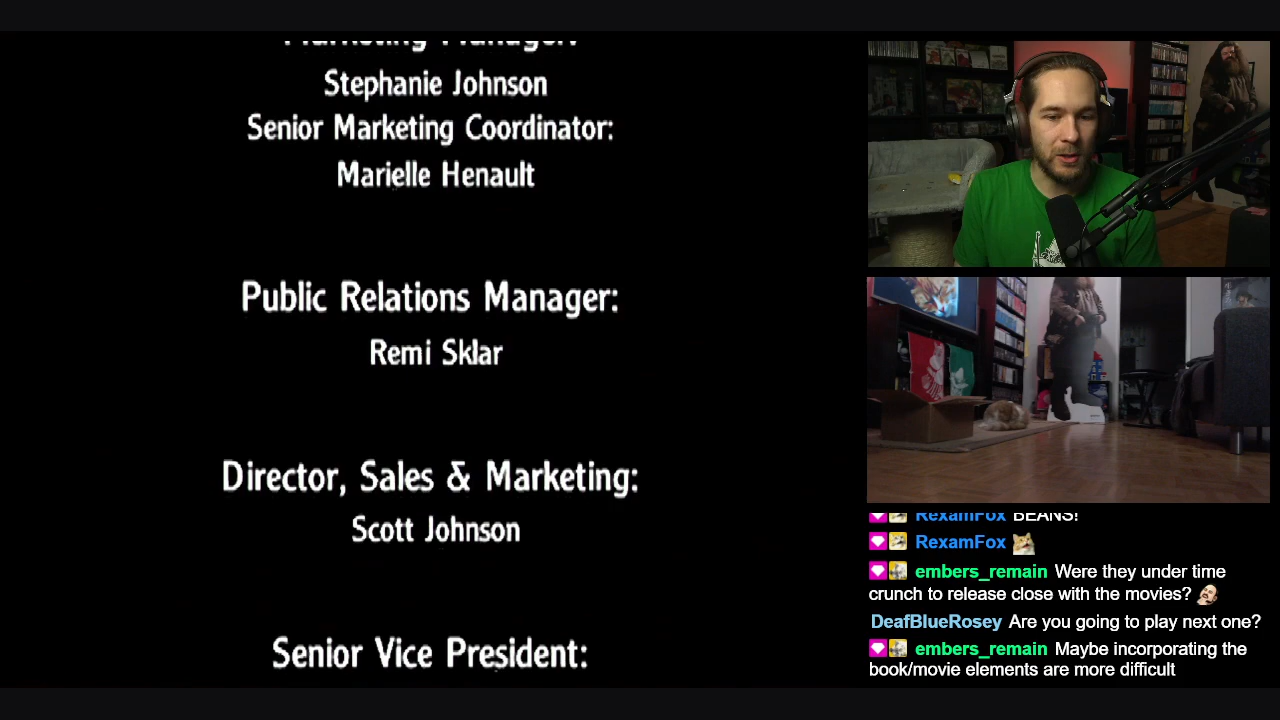 Marketing Manager:
Stephanie Johnson
Senior Marketing Coordinator:
Marielle Henault
Public Relations Manager:
Remi Sklar
Director, Sales & Marketing:
Scott Johnson
Senior Vice President:
RexamFox BEANS!
RexamFox
embers_remain Were they under time
crunch to release close with the movies?
DeafBlueRosey Are you going to play next one?
embers_remain Maybe incorporating the
book/movie elements are more difficult